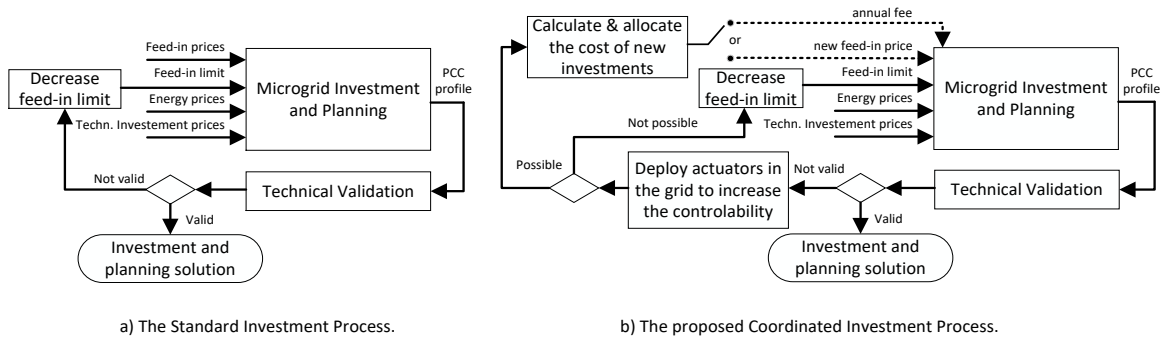 Feed-in prices
Feed-in limit
Energy prices
Techn. Investement prices
Decrease
feed-in limit
Microgrid Investment
and Planning
PCC
profile
Technical Validation
Not valid
Valid
Investment and
planning solution
a) The Standard Investment Process.
Calculate & allocate
the cost of new
investments
or
annual fee
new feed-in price
Feed-in limit
Energy prices
Techn. Investement prices
Decrease
feed-in limit
Microgrid Investment
and Planning
PCC
profile
Not possible
Possible
Deploy actuators in
the grid to increase
the controlability
Not valid
Valid
Technical Validation
Investment and
planning solution
b) The proposed Coordinated Investment Process.